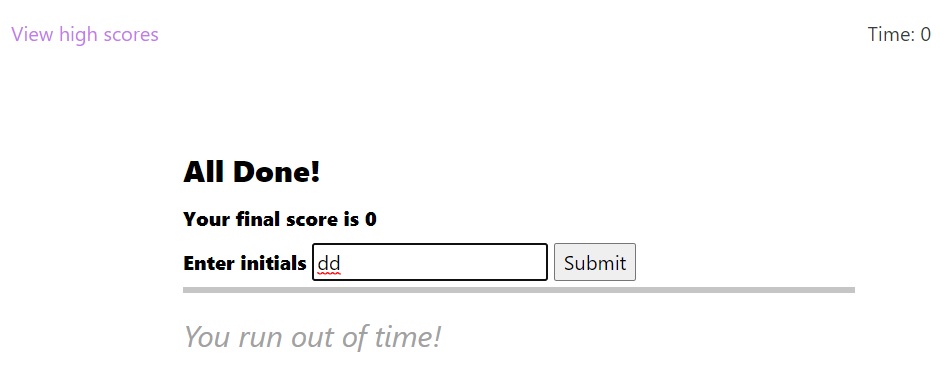 View high scores
Time: 0
All Done!
Your final score is 0
Enter initials dd Submit
You run out of time!